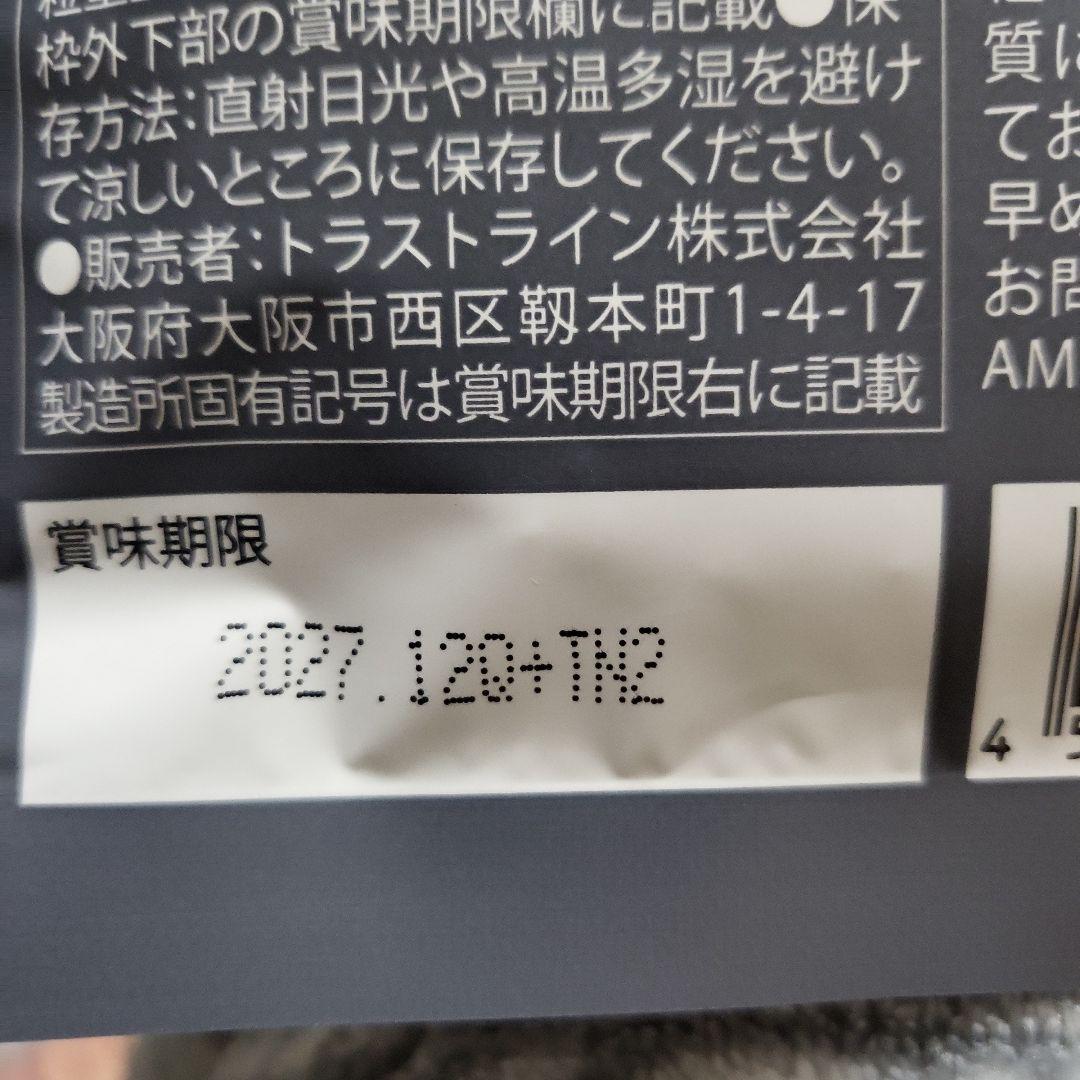 枠外下部の賞味期限欄に記載●保
存方法：直射日光や高温多湿を避け
て涼しいところに保存してください。
●販売者：トラストライン株式会社
大阪府大阪市西区靱本町1-4-17
製造所固有記号は賞味期限右に記載
質に
てお
早め
お問
AM
賞味期限
2027.12Q+TN2
4